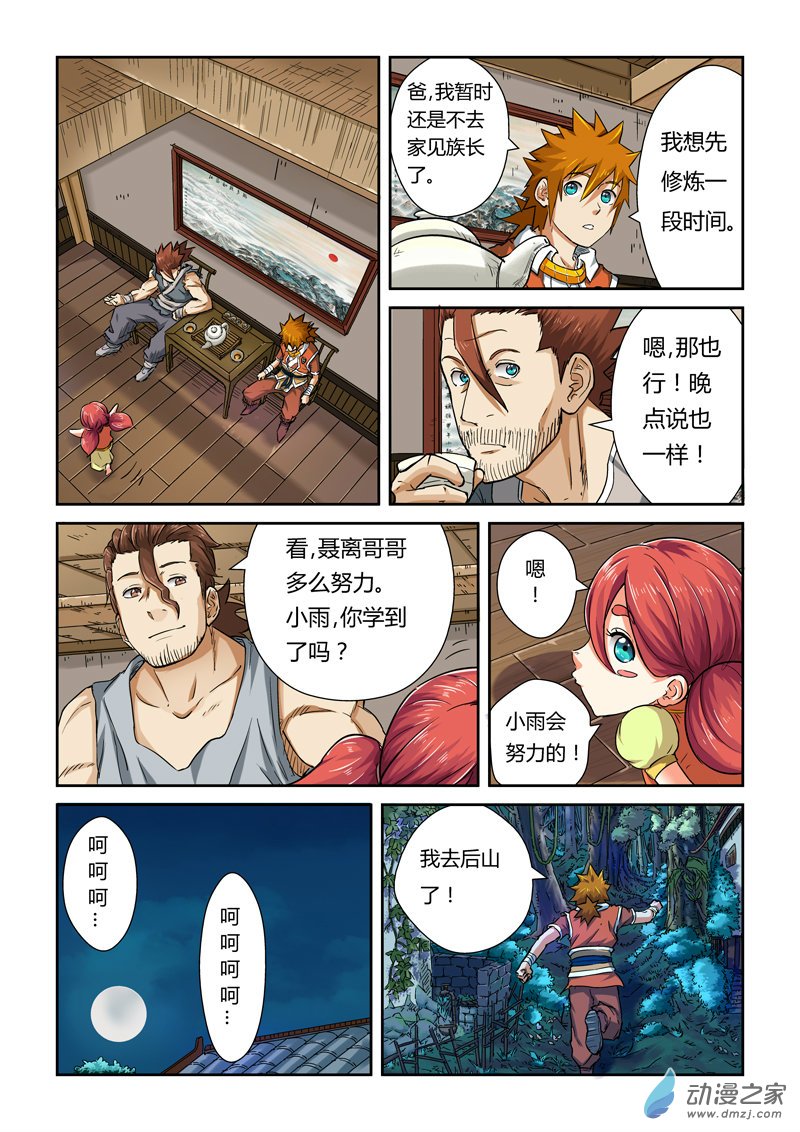 爸,我暂时
还是不去
家见族长
了。
我想先
修炼一
段时间。
嗯,那也
行！晚
点说也
一样！
看,聂离哥哥
多么努力。
小雨,你学到
了吗？
嗯
！
小雨会
努力的！
呵
呵
呵
…
呵
呵
呵
呵
…
我去后山
了！
动漫之家
www.dmzj.com